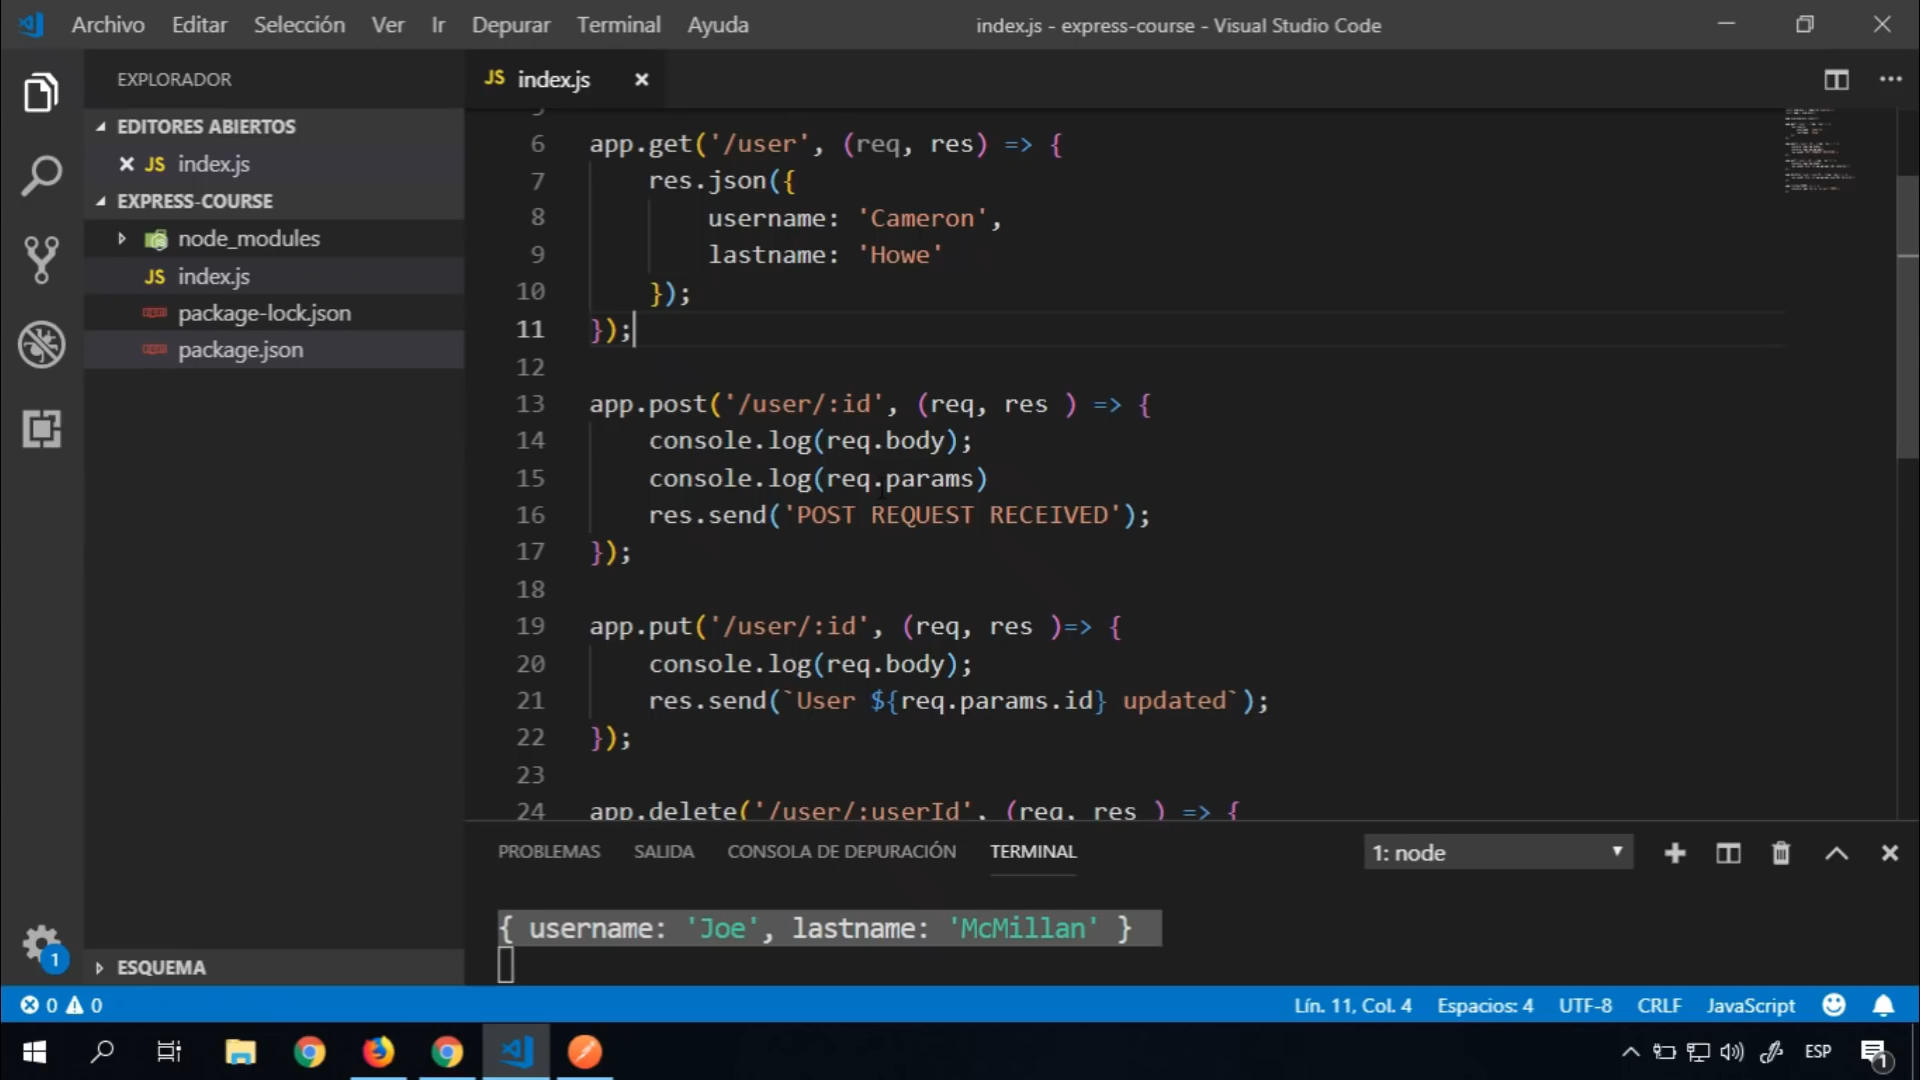 Archivo Editar Selección Ver Ir Depurar Terminal Ayuda
index.js - express-course - Visual Studio Code
EXPLORADOR
EDITORES ABIERTOS
JS index.js
EXPRESS-COURSE
node_modules
JS index.js
package-lock.json
package.json
ESQUEMA
JS index.js
6 app.get('/user', (req, res) => {
7 res.json({
8 username: 'Cameron',
9 lastname: 'Howe'
10 });
11 });
12
13 app.post('/user/:id', (req, res ) => {
14 console.log(req.body);
15 console.log(req.params)
16 res.send('POST REQUEST RECEIVED');
17 });
18
19 app.put('/user/:id', (req, res )=> {
20 console.log(req.body);
21 res.send(`User ${req.params.id} updated`);
22 });
23
24 app.delete('/user/:userId', (req, res ) => {
PROBLEMAS SALIDA CONSOLA DE DEPURACIÓN TERMINAL
1: node
{ username: 'Joe', lastname: 'McMillan' }
1
0 0
Lín. 11, Col. 4 Espacios: 4 UTF-8 CRLF JavaScript
ESP
1